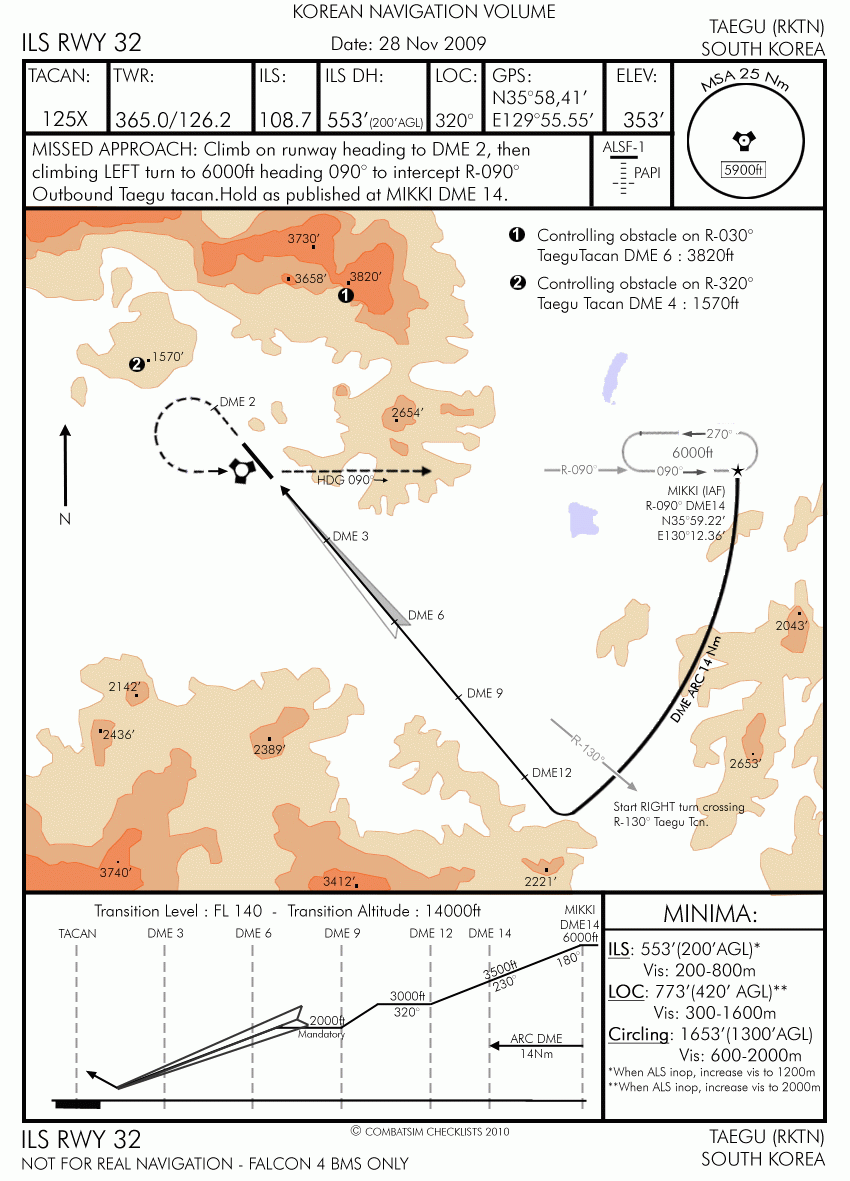 KOREAN NAVIGATION VOLUME
ILS RWY 32
Date: 28 Nov 2009
TAEGU (RKTN)
SOUTH KOREA
TACAN:
125X
TWR:
365.0/126.2
ILS:
108.7
ILS DH:
553’(200’AGL)
LOC:
320°
GPS:
N35°58,41’
E129°55.55’
ELEV:
353’
MSA 25 Nm
5900ft
MISSED APPROACH: Climb on runway heading to DME 2, then
climbing LEFT turn to 6000ft heading 090° to intercept R-090°
Outbound Taegu tacan.Hold as published at MIKKI DME 14.
ALSF-1
PAPI
1 Controlling obstacle on R-030°
TaeguTacan DME 6 : 3820ft
2 Controlling obstacle on R-320°
Taegu Tacan DME 4 : 1570ft
3730’
3658’
3820’
1
1570’
2
DME 2
2654’
HDG 090°
N
270°
6000ft
R-090°
090°
MIKKI (IAF)
R-090° DME14
N35°59.22’
E130°12.36’
DME 3
DME 6
2043’
DME ARC 14 Nm
2142’
2436’
2389’
DME 9
R-130°
2653’
DME12
Start RIGHT turn crossing
R-130° Taegu Tcn.
3740’
3412’
2221’
Transition Level : FL 140 - Transition Altitude : 14000ft
TACAN
DME 3
DME 6
DME 9
DME 12
DME 14
MIKKI
DME14
6000ft
180°
3500ft
230°
3000ft
320°
2000ft
Mandatory
ARC DME
14Nm
MINIMA:
ILS: 553’(200’AGL)*
Vis: 200-800m
LOC: 773’(420’ AGL)**
Vis: 300-1600m
Circling: 1653’(1300’AGL)
Vis: 600-2000m
*When ALS inop, increase vis to 1200m
**When ALS inop, increase vis to 2000m
ILS RWY 32
© COMBATSIM CHECKLISTS 2010
TAEGU (RKTN)
NOT FOR REAL NAVIGATION - FALCON 4 BMS ONLY
SOUTH KOREA